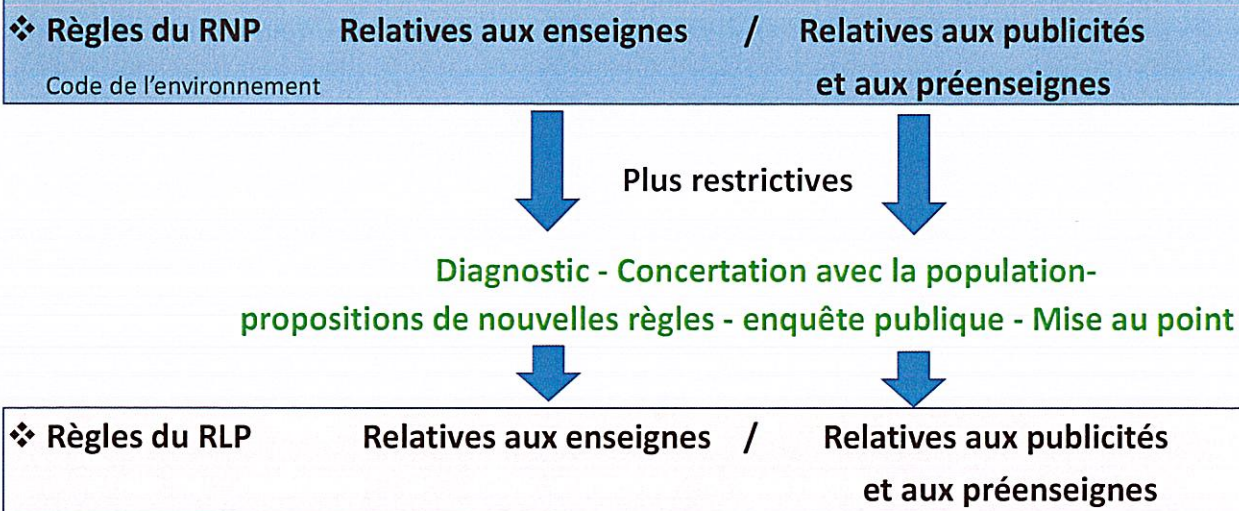 ❖ Règles du RNP Relatives aux enseignes / Relatives aux publicités
Code de l'environnement et aux préenseignes
Plus restrictives
Diagnostic - Concertation avec la population-
propositions de nouvelles règles - enquête publique - Mise au point
❖ Règles du RLP Relatives aux enseignes / Relatives aux publicités
et aux préenseignes